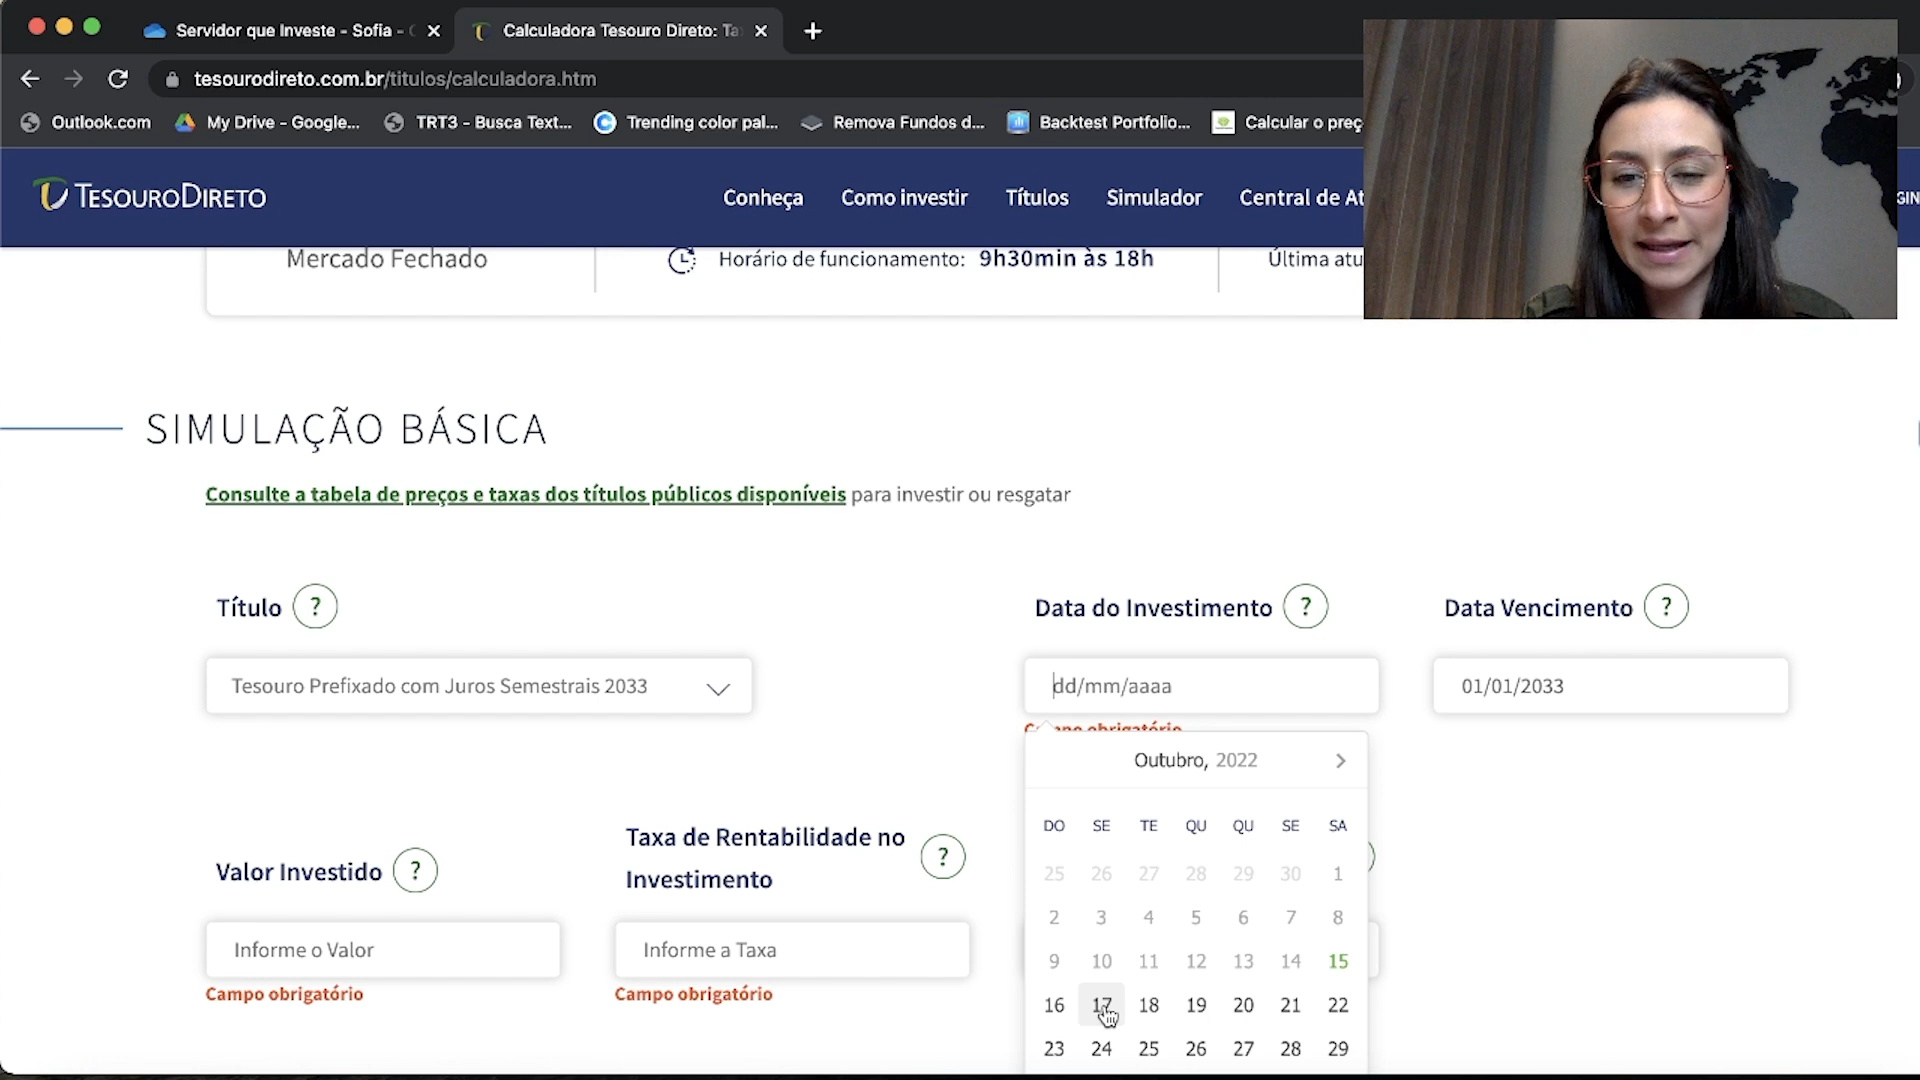 Servidor que Investe - Sofia -
Calculadora Tesouro Direto: Ta
tesourodireto.com.br/titulos/calculadora.htm
Outlook.com
My Drive - Google...
TRT3 - Busca Text...
Trending color pal...
Remova Fundos d...
Backtest Portfolio...
Calcular o preç
TESOURODIRETO
Conheça
Como investir
Títulos
Simulador
Central de At
GIN
Mercado Fechado
Horário de funcionamento: 9h30min às 18h
Última atu
SIMULAÇÃO BÁSICA
Consulte a tabela de preços e taxas dos títulos públicos disponíveis para investir ou resgatar
Título ?
Data do Investimento ?
Data Vencimento ?
Tesouro Prefixado com Juros Semestrais 2033
dd/mm/aaaa
01/01/2033
Campo obrigatório
Outubro, 2022
DO SE TE QU QU SE SA
25 26 27 28 29 30 1
2 3 4 5 6 7 8
9 10 11 12 13 14 15
16 17 18 19 20 21 22
23 24 25 26 27 28 29
Valor Investido ?
Taxa de Rentabilidade no
Investimento ?
Informe o Valor
Informe a Taxa
Campo obrigatório
Campo obrigatório